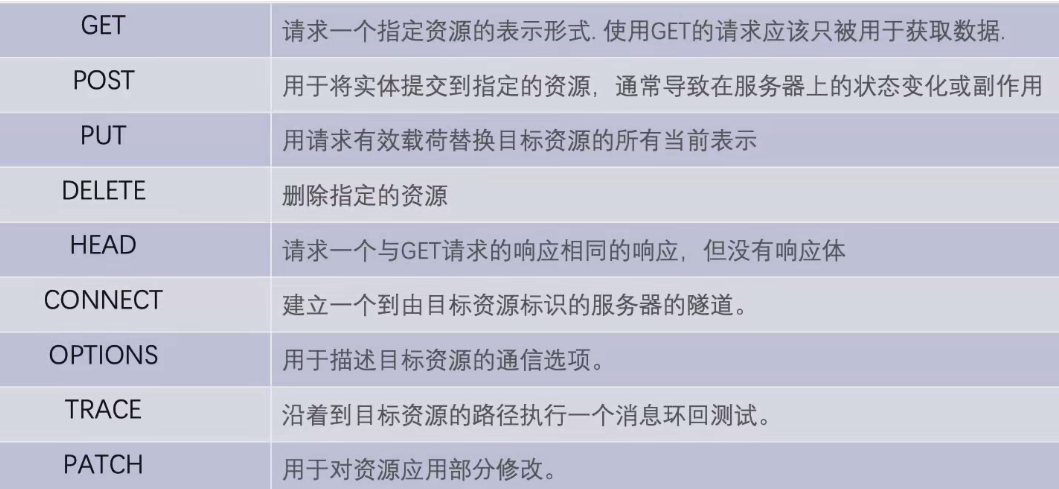 GET 请求一个指定资源的表示形式. 使用GET的请求应该只被用于获取数据.
POST 用于将实体提交到指定的资源，通常导致在服务器上的状态变化或副作用
PUT 用请求有效载荷替换目标资源的所有当前表示
DELETE 删除指定的资源
HEAD 请求一个与GET请求的响应相同的响应，但没有响应体
CONNECT 建立一个到由目标资源标识的服务器的隧道。
OPTIONS 用于描述目标资源的通信选项。
TRACE 沿着到目标资源的路径执行一个消息环回测试。
PATCH 用于对资源应用部分修改。